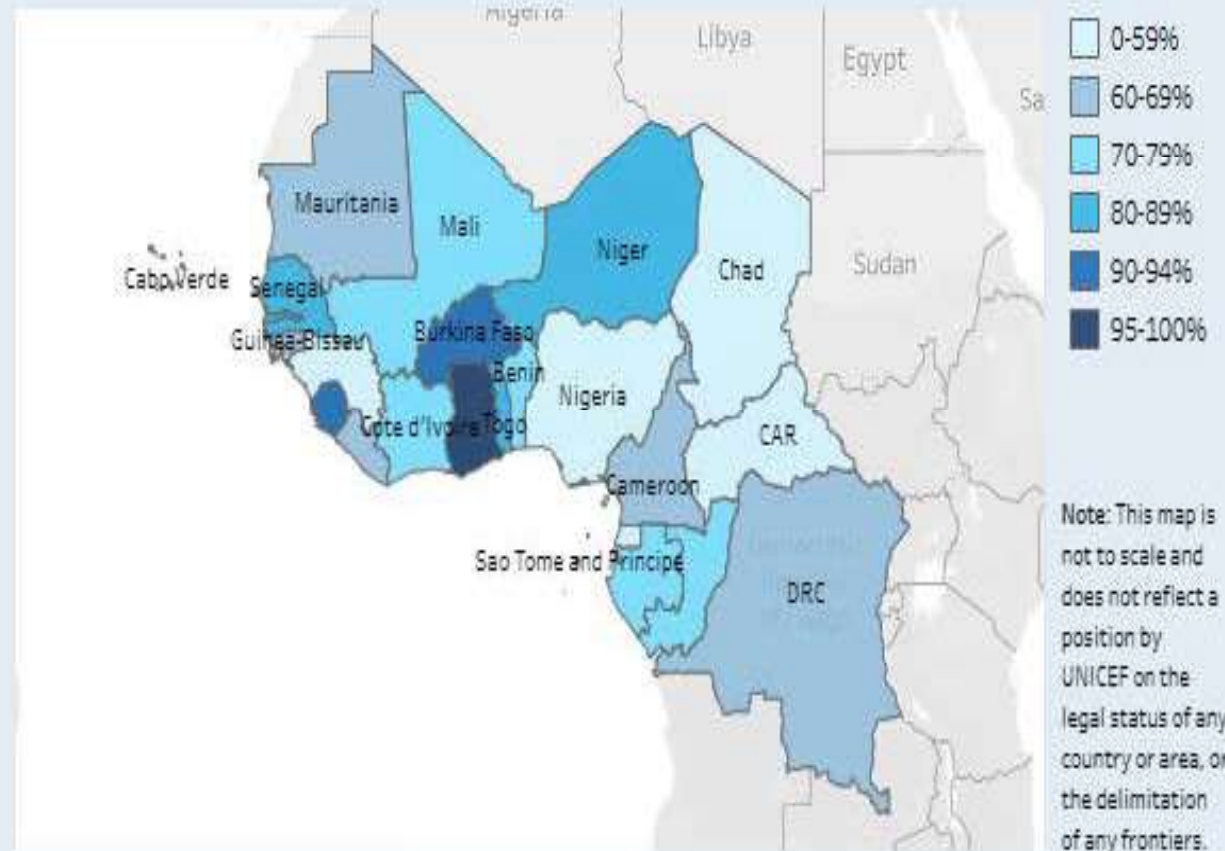 Algeria
Libya
Egypt
Sa
Mauritania
Mali
Niger
Chad
Sudan
Cabo Verde
Senegal
Guinea-Bissau
Burkina Faso
Benin
Nigeria
Cote d'Ivoire
Togo
CAR
Cameroon
Sao Tome and Principe
DRC
0-59%
60-69%
70-79%
80-89%
90-94%
95-100%
Note: This map is
not to scale and
does not reflect a
position by
UNICEF on the
legal status of any
country or area, or
the delimitation
of any frontiers.